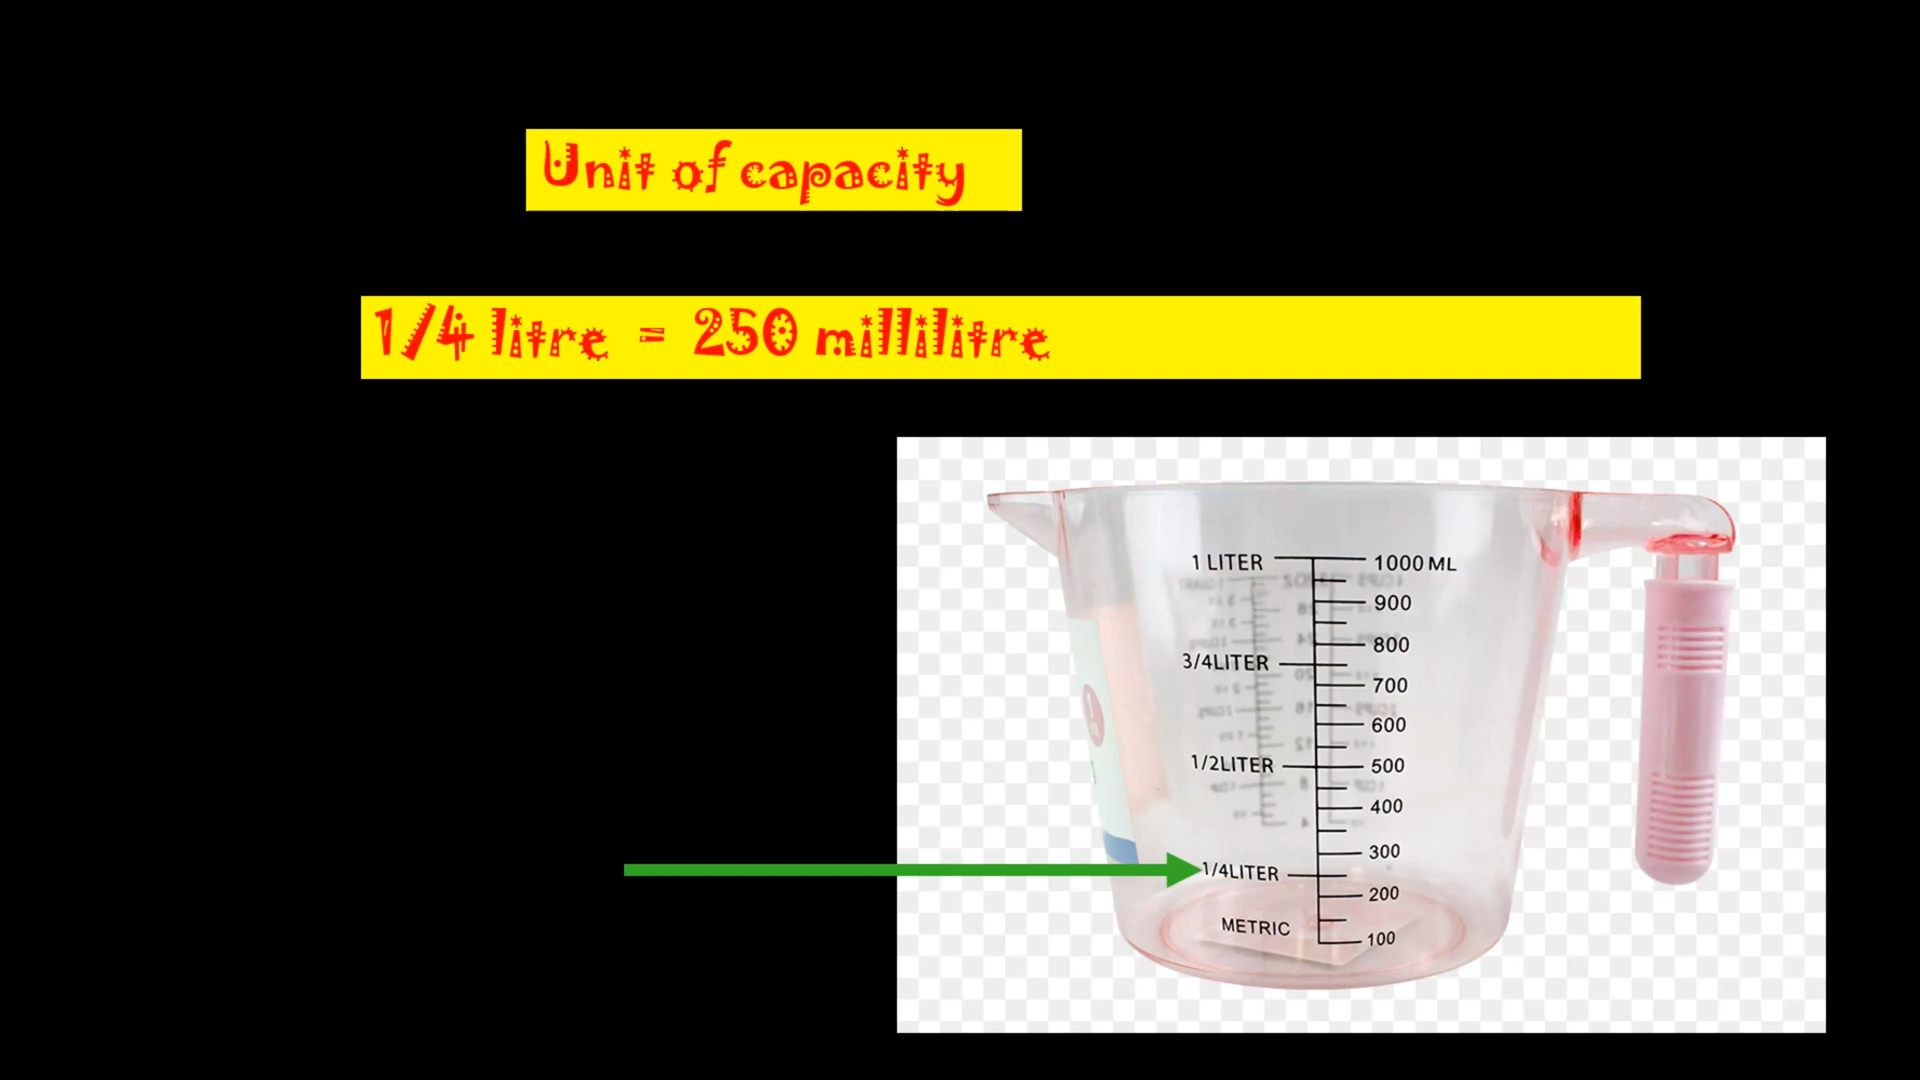 Unit of capacity
1/4 litre = 250 millilitre
1 LITER 1000 ML
900
800
3/4LITER
700
600
1/2LITER 500
400
300
1/4LITER
200
METRIC
100